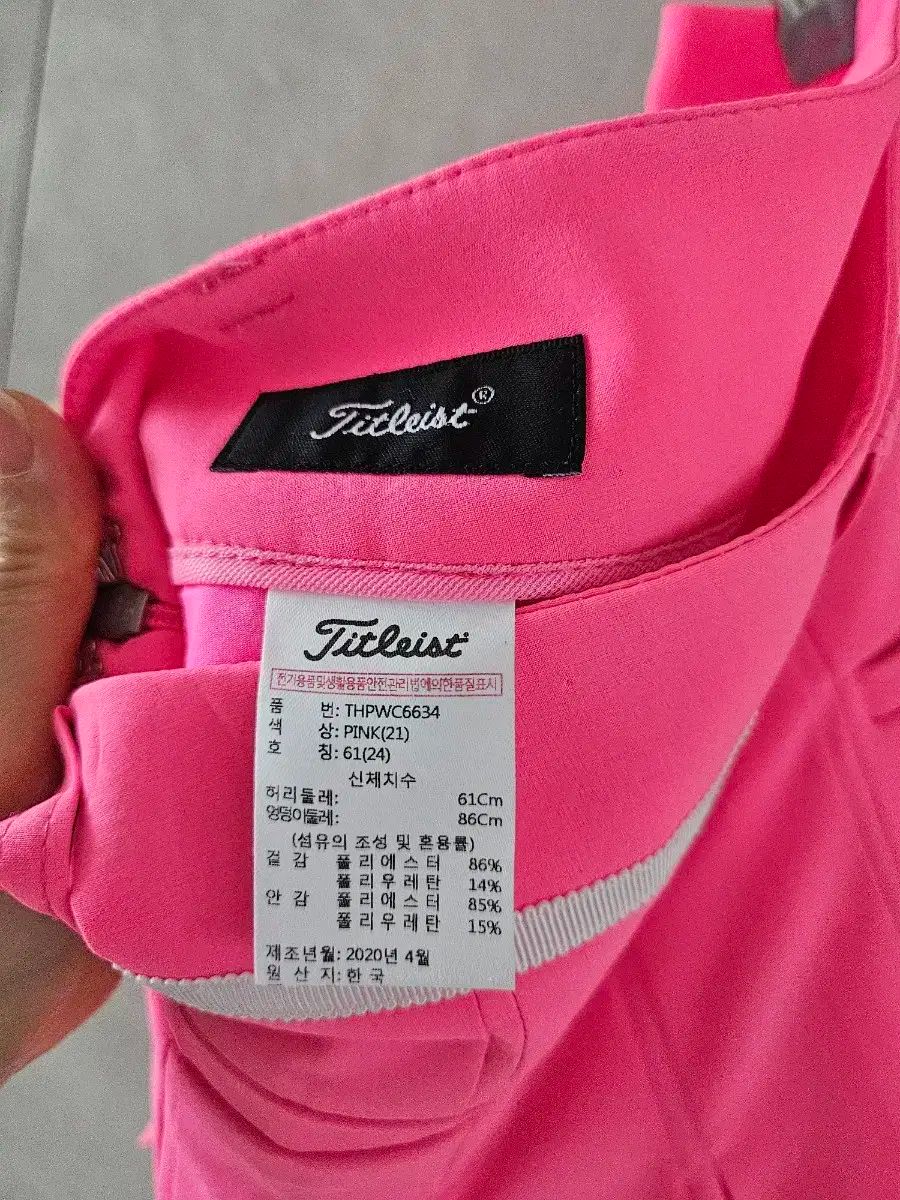 Titleist®
Titleist
전기용품및생활용품안전관리법에의한품질표시
품 번: THPWC6634
색 상: PINK(21)
호 칭: 61(24)
신체치수
허리둘레: 61Cm
엉덩이둘레: 86Cm
(섬유의 조성 및 혼용률)
겉 감 폴리에스터 86%
폴리우레탄 14%
안 감 폴리에스터 85%
폴리우레탄 15%
제조년월: 2020년 4월
원 산 지: 한 국